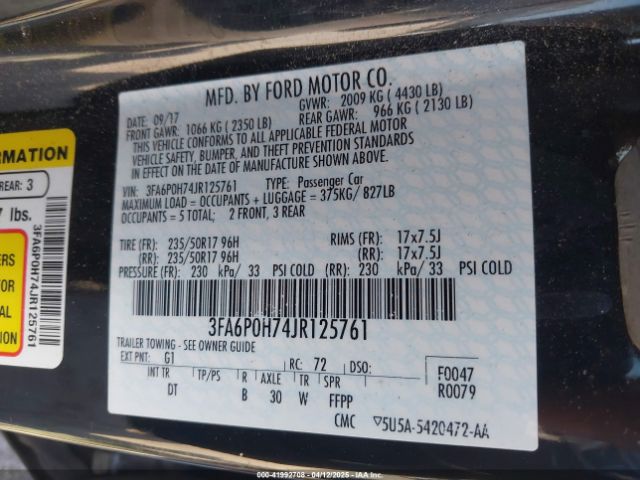 MFD. BY FORD MOTOR CO.
DATE: 09/17 GVWR: 2009 KG ( 4430 LB)
FRONT GAWR: 1066 KG ( 2350 LB) REAR GAWR: 966 KG ( 2130 LB)
THIS VEHICLE CONFORMS TO ALL APPLICABLE FEDERAL MOTOR
VEHICLE SAFETY, BUMPER, AND THEFT PREVENTION STANDARDS
IN EFFECT ON THE DATE OF MANUFACTURE SHOWN ABOVE.
VIN: 3FA6P0H74JR125761 TYPE: Passenger Car
MAXIMUM LOAD = OCCUPANTS + LUGGAGE = 375KG/ 827LB
OCCUPANTS = 5 TOTAL; 2 FRONT, 3 REAR
TIRE (FR): 235/50R17 96H RIMS (FR): 17x7.5J
(RR): 235/50R17 96H (RR): 17x7.5J
PRESSURE (FR): 230 kPa/ 33 PSI COLD (RR): 230 kPa/ 33 PSI COLD
3FA6P0H74JR125761
TRAILER TOWING - SEE OWNER GUIDE
EXT PNT: G1 RC: 72 DSO: F0047
INT TR TP/PS R AXLE TR SPR R0079
DT B 30 W FFPP
CMC ▽5U5A-5420472-AA
ORMATION
REAR: 3
lbs.
3FA6P0H74JR125761
000-41992708 - 04/12/2025 - IAAI.COM